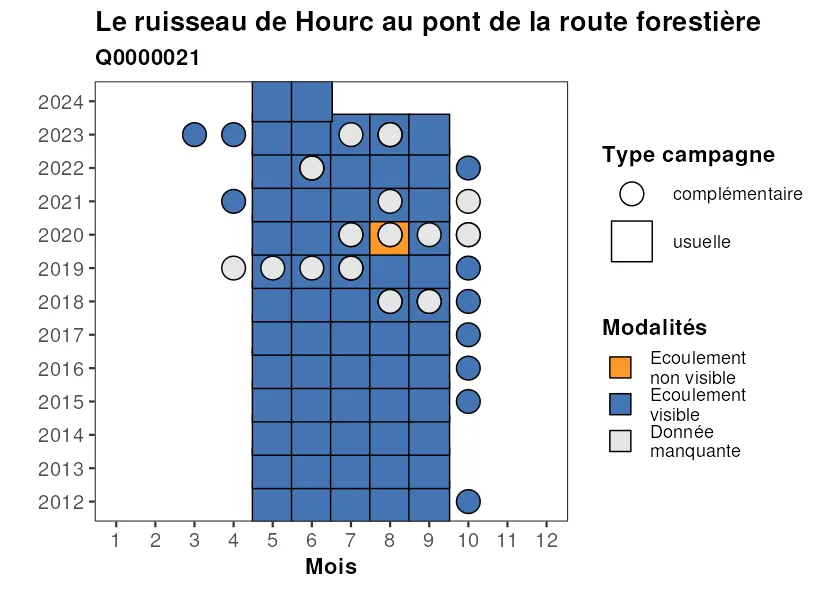 Le ruisseau de Hourc au pont de la route forestière
Q0000021
2024
2023
2022
2021
2020
2019
2018
2017
2016
2015
2014
2013
2012
1 2 3 4 5 6 7 8 9 10 11 12
Mois
Type campagne
complémentaire
usuelle
Modalités
Ecoulement
non visible
Ecoulement
visible
Donnée
manquante